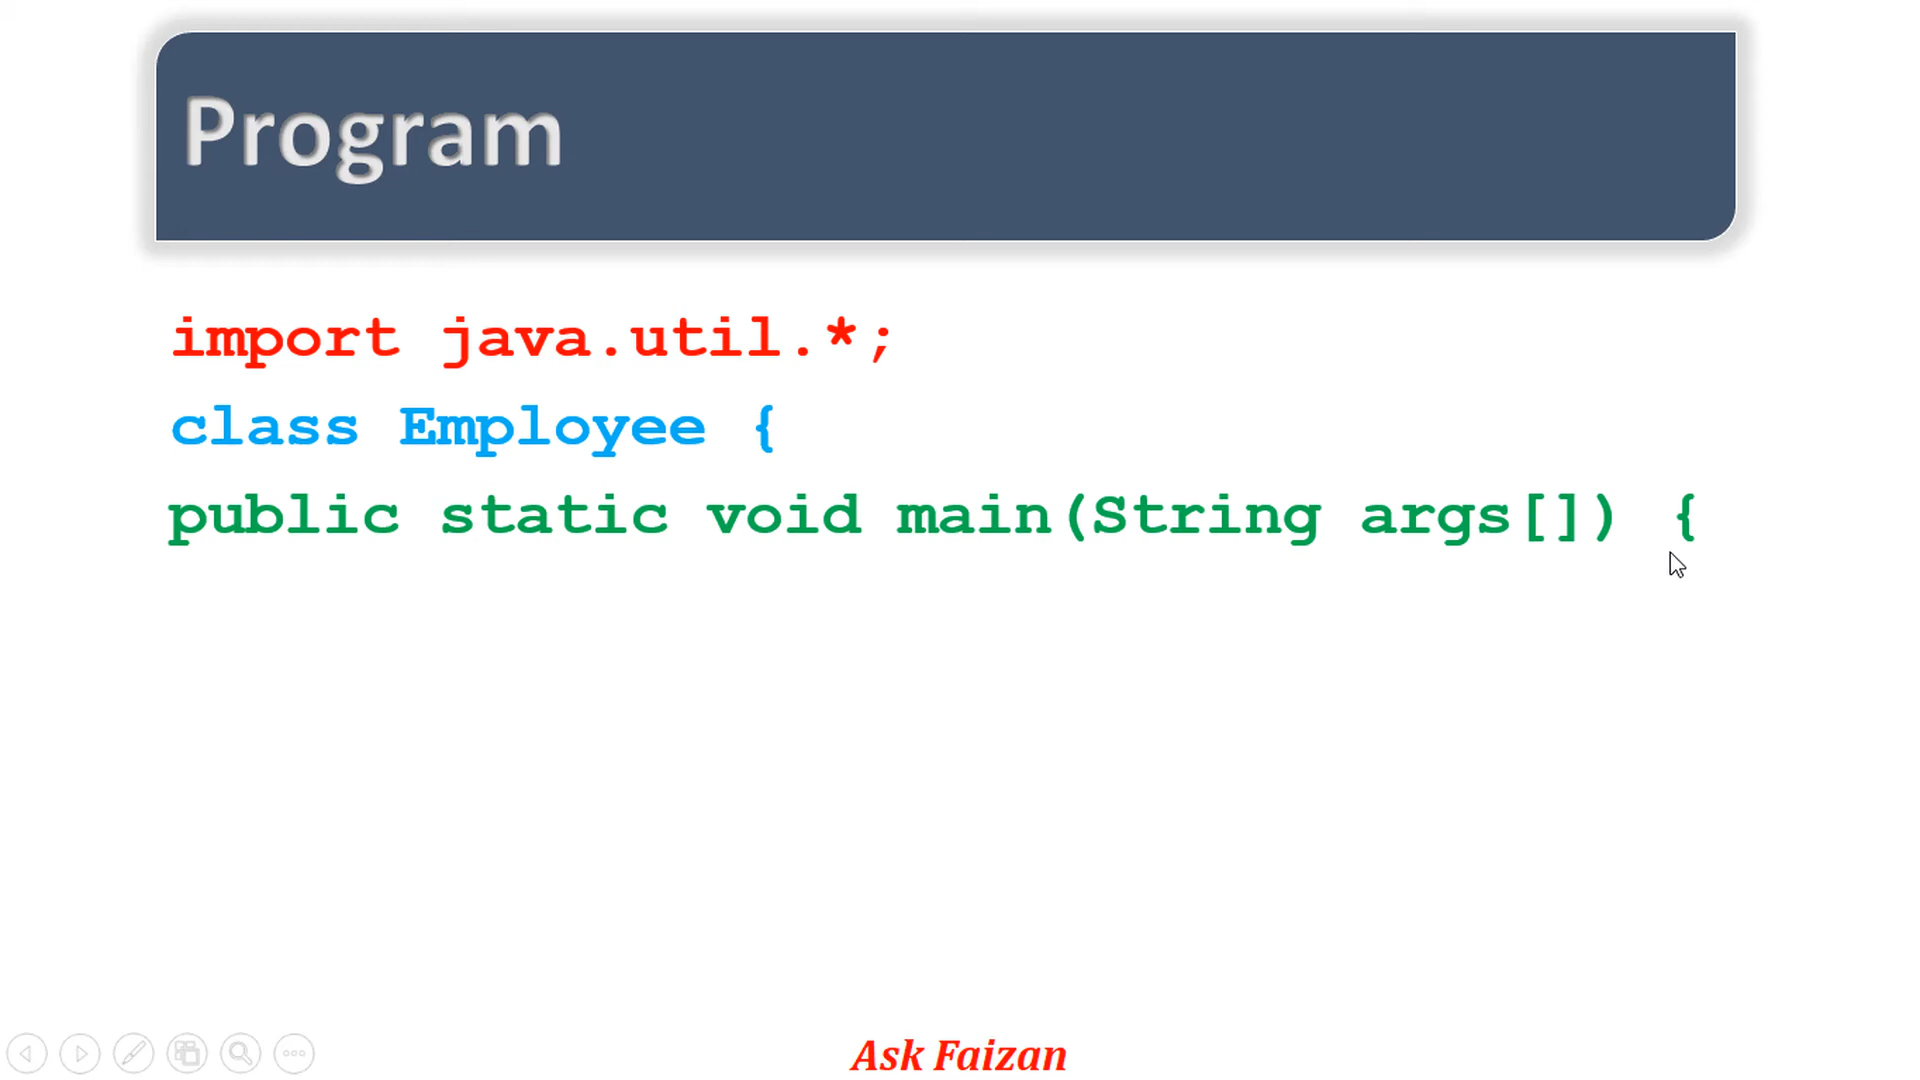 Program
import java.util.*;
class Employee {
public static void main(String args[]) {
Ask Faizan